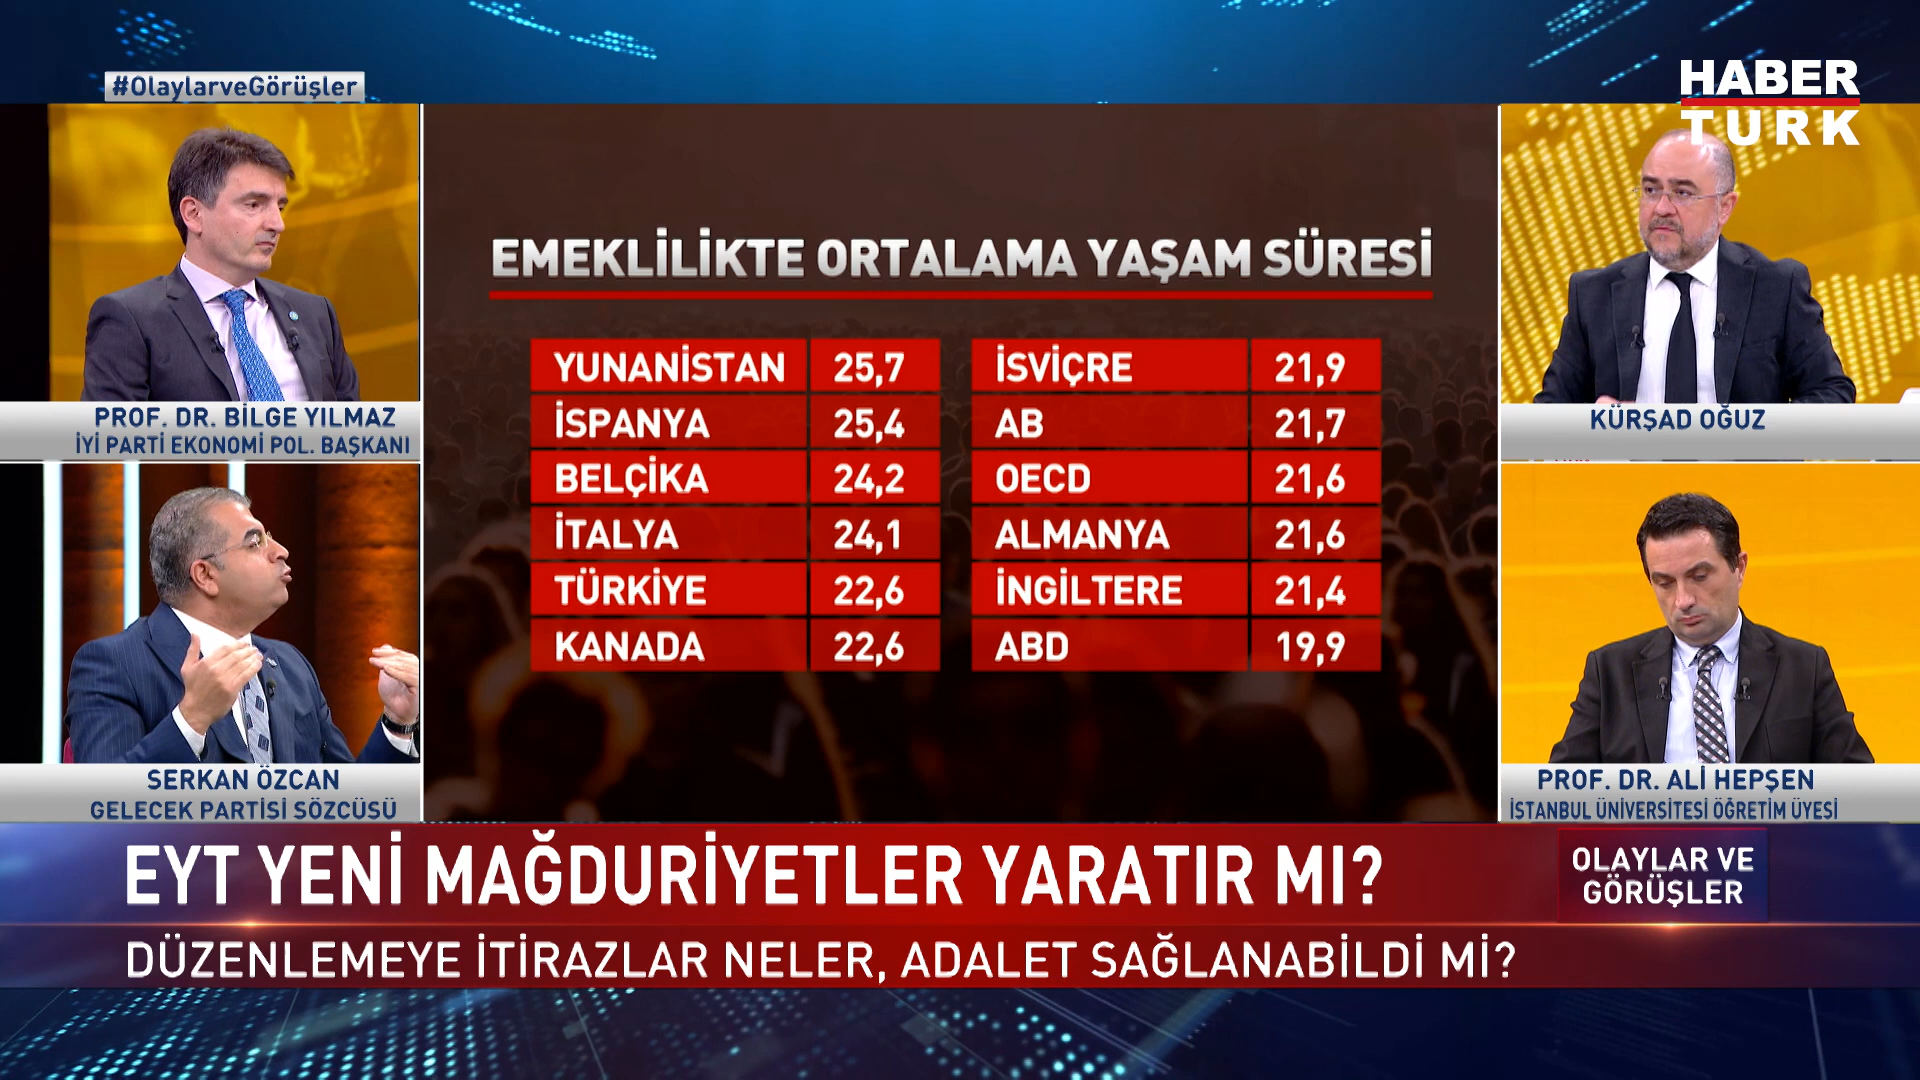 #OlaylarveGörüşler
HABER
TURK
EMEKLİLİKTE ORTALAMA YAŞAM SÜRESİ
YUNANİSTAN 25,7
İSPANYA 25,4
BELÇİKA 24,2
İTALYA 24,1
TÜRKİYE 22,6
KANADA 22,6
İSVİÇRE 21,9
AB 21,7
OECD 21,6
ALMANYA 21,6
İNGİLTERE 21,4
ABD 19,9
PROF. DR. BİLGE YILMAZ
İYİ PARTİ EKONOMİ POL. BAŞKANI
KÜRŞAD OĞUZ
SERKAN ÖZCAN
GELECEK PARTİSİ SÖZCÜSÜ
PROF. DR. ALİ HEPŞEN
İSTANBUL ÜNİVERSİTESİ ÖĞRETİM ÜYESİ
EYT YENİ MAĞDURİYETLER YARATIR MI?
OLAYLAR VE
GÖRÜŞLER
DÜZENLEMEYE İTİRAZLAR NELER, ADALET SAĞLANABİLDİ Mİ?